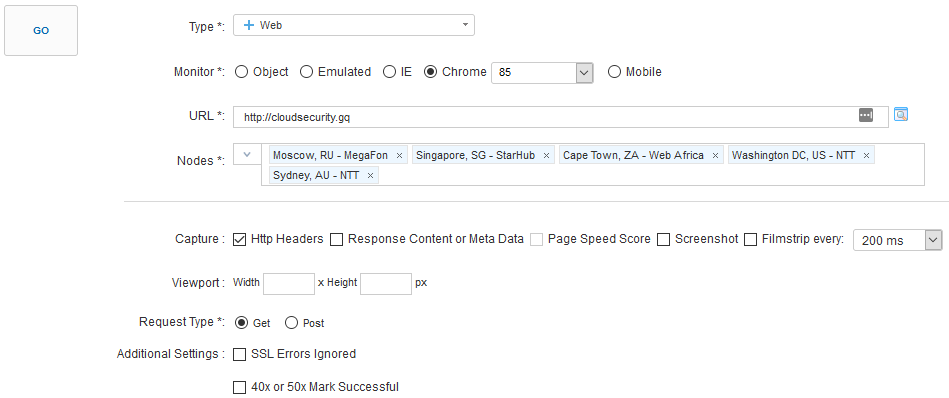 GO
Type *: Web
Monitor *: Object Emulated IE Chrome 85 Mobile
URL *: http://cloudsecurity.gq
Nodes *: Moscow, RU - MegaFon × Singapore, SG - StarHub × Cape Town, ZA - Web Africa × Washington DC, US - NTT ×
Sydney, AU - NTT ×
Capture : Http Headers Response Content or Meta Data Page Speed Score Screenshot Filmstrip every: 200 ms
Viewport : Width x Height px
Request Type *: Get Post
Additional Settings : SSL Errors Ignored
40x or 50x Mark Successful